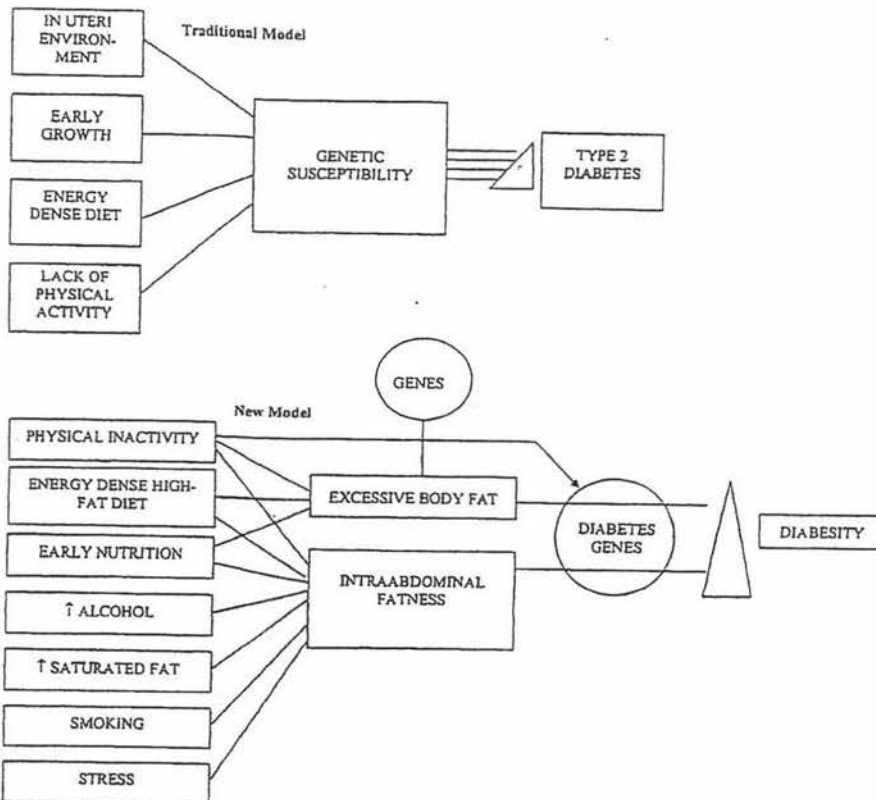 Traditional Model
IN UTERI
ENVIRON-
MENT
EARLY
GROWTH
ENERGY
DENSE DIET
LACK OF
PHYSICAL
ACTIVITY
GENETIC
SUSCEPTIBILITY
TYPE 2
DIABETES
New Model
GENES
PHYSICAL INACTIVITY
ENERGY DENSE HIGH-
FAT DIET
EARLY NUTRITION
↑ ALCOHOL
↑ SATURATED FAT
SMOKING
STRESS
EXCESSIVE BODY FAT
INTRAABDOMINAL
FATNESS
DIABETES
GENES
DIABESITY